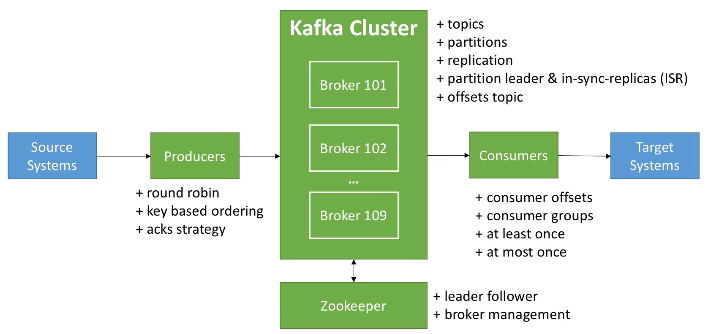 Kafka Cluster
Broker 101
Broker 102
...
Broker 109
+ topics
+ partitions
+ replication
+ partition leader & in-sync-replicas (ISR)
+ offsets topic
Source
Systems
Producers
+ round robin
+ key based ordering
+ acks strategy
Consumers
+ consumer offsets
+ consumer groups
+ at least once
+ at most once
Target
Systems
Zookeeper
+ leader follower
+ broker management